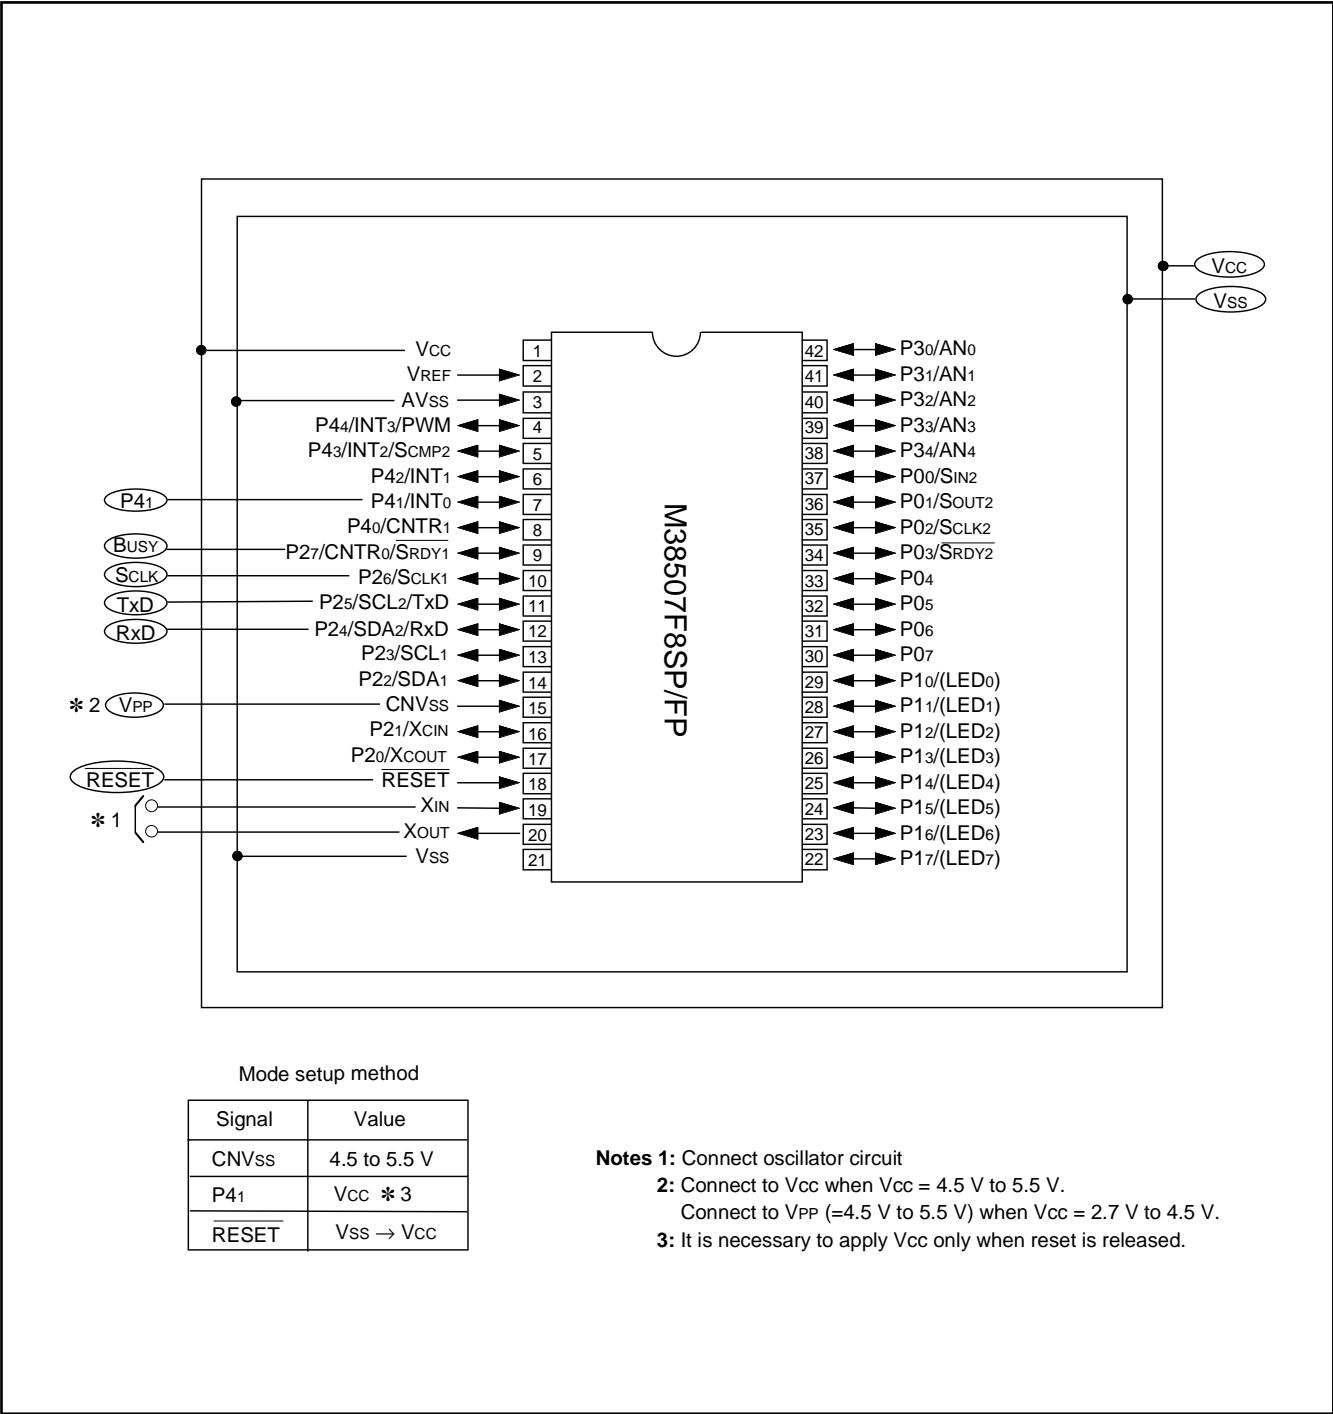 Vcc
Vss
Vcc 1 42 P30/AN0
VREF 2 41 P31/AN1
AVss 3 40 P32/AN2
P44/INT3/PWM 4 39 P33/AN3
P43/INT2/SCMP2 5 38 P34/AN4
P42/INT1 6 37 P00/SIN2
P41 P41/INT0 7 36 P01/SOUT2
P40/CNTR1 8 35 P02/SCLK2
BUSY P27/CNTR0/SRDY1 9 34 P03/SRDY2
SCLK P26/SCLK1 10 33 P04
TxD P25/SCL2/TxD 11 32 P05
RxD P24/SDA2/RxD 12 31 P06
P23/SCL1 13 30 P07
P22/SDA1 14 29 P10/(LED0)
✽ 2 VPP CNVss 15 28 P11/(LED1)
P21/XCIN 16 27 P12/(LED2)
P20/XCOUT 17 26 P13/(LED3)
RESET RESET 18 25 P14/(LED4)
✽ 1 XIN 19 24 P15/(LED5)
XOUT 20 23 P16/(LED6)
Vss 21 22 P17/(LED7)
M38507F8SP/FP
Mode setup method
Signal Value
CNVss 4.5 to 5.5 V
P41 Vcc ✽ 3
RESET Vss → Vcc
Notes 1: Connect oscillator circuit
2: Connect to Vcc when Vcc = 4.5 V to 5.5 V.
Connect to VPP (=4.5 V to 5.5 V) when Vcc = 2.7 V to 4.5 V.
3: It is necessary to apply Vcc only when reset is released.